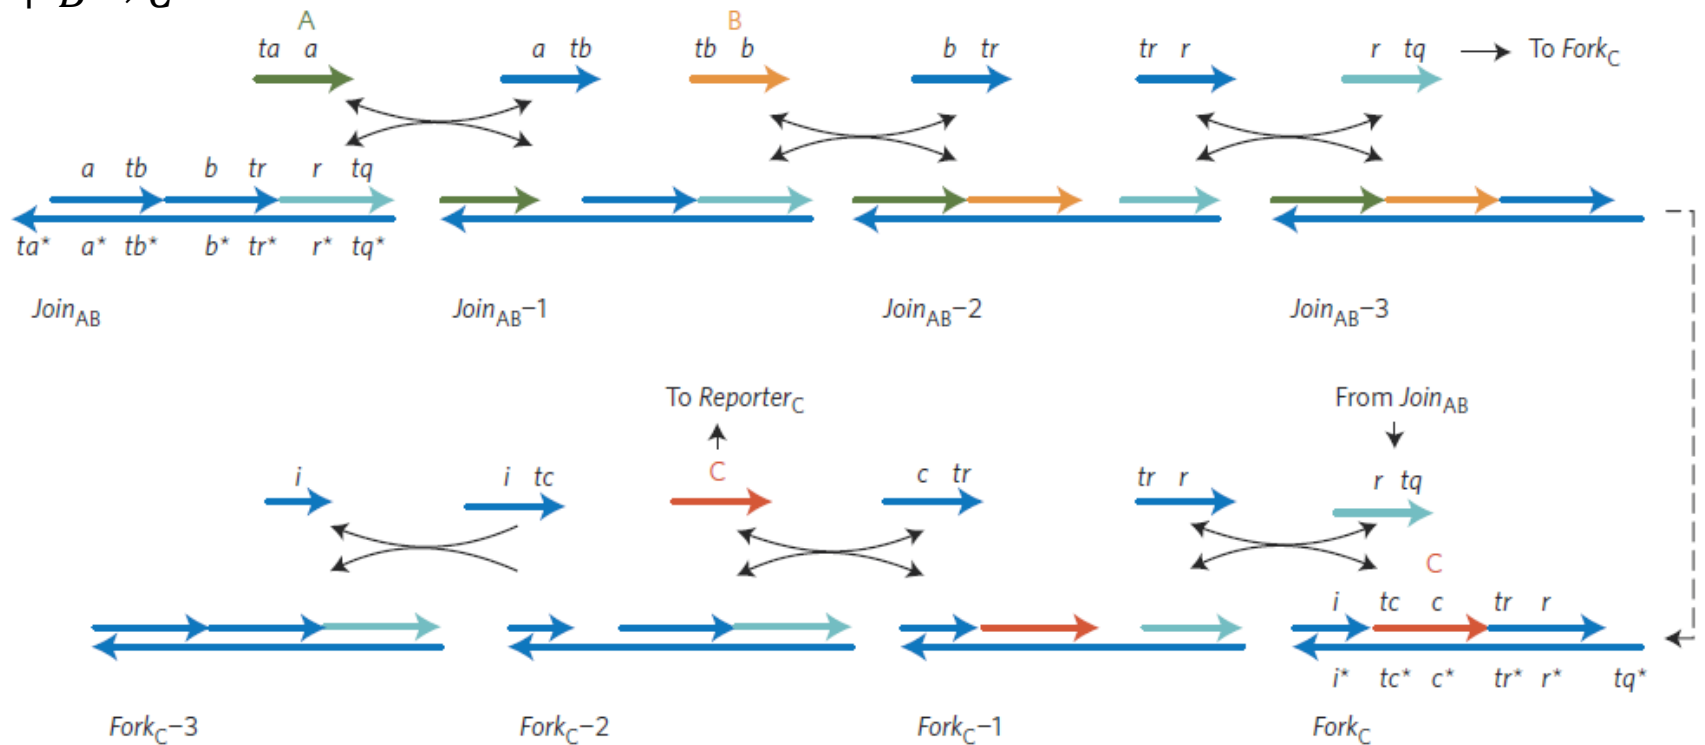 + B → C
A B
ta a a tb tb b b tr tr r r tq → To Fork_C
a tb b tr r tq
ta* a* tb* b* tr* r* tq*
Join_AB Join_AB−1 Join_AB−2 Join_AB−3
To Reporter_C From Join_AB
i i tc C c tr tr r r tq
C
i tc c tr r
i* tc* c* tr* r* tq*
Fork_C−3 Fork_C−2 Fork_C−1 Fork_C